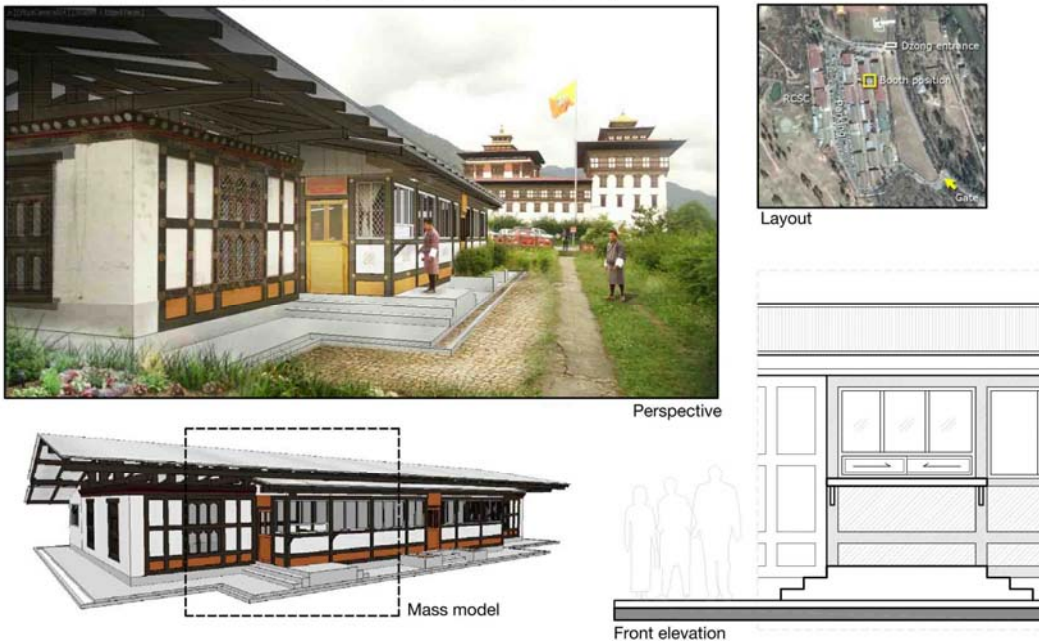 Dzong entrance
Booth position
RCSC
Gate
Layout
Perspective
Mass model
Front elevation